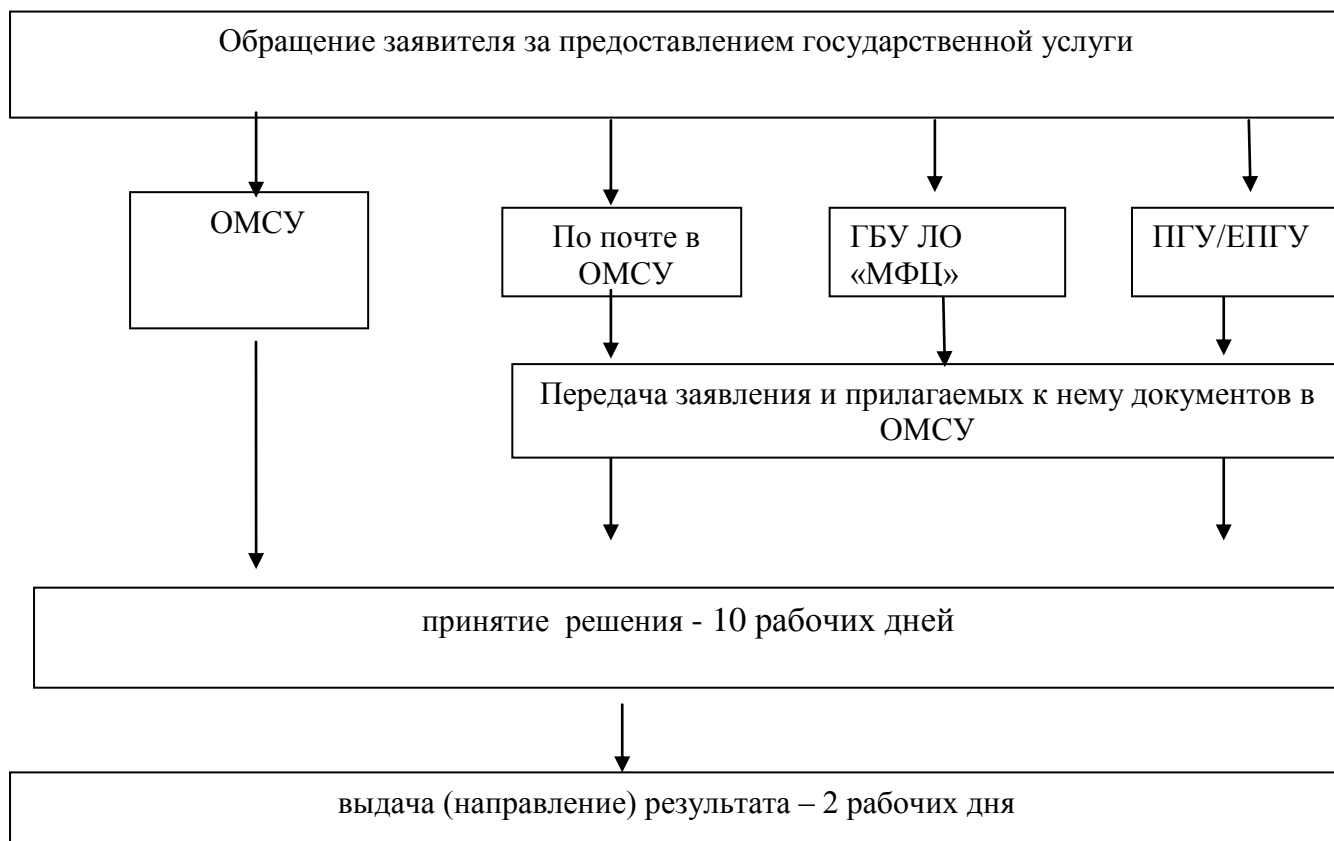 Обращение заявителя за предоставлением государственной услуги
ОМСУ
По почте в
ОМСУ
ГБУ ЛО
«МФЦ»
ПГУ/ЕПГУ
Передача заявления и прилагаемых к нему документов в
ОМСУ
принятие решения - 10 рабочих дней
выдача (направление) результата – 2 рабочих дня